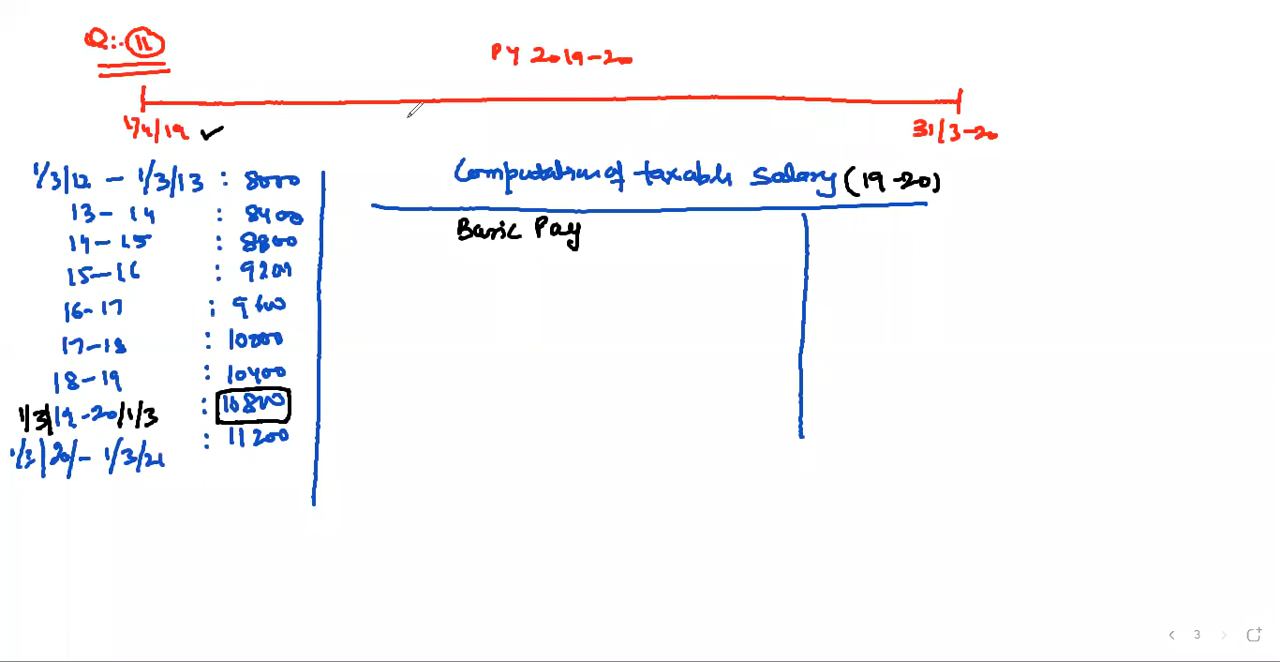 Q:- 11
PY 2019-20
1/4/19 ✓
31/3-20
1/3/12 - 1/3/13 : 8000
13-14 : 8400
14-15 : 8800
15-16 : 9200
16-17 : 9600
17-18 : 10000
18-19 : 10400
1/3/19-20/1/3 : 10800
1/3/20/- 1/3/21 : 11200
Computation of taxable Salary (19-20)
Basic Pay
3